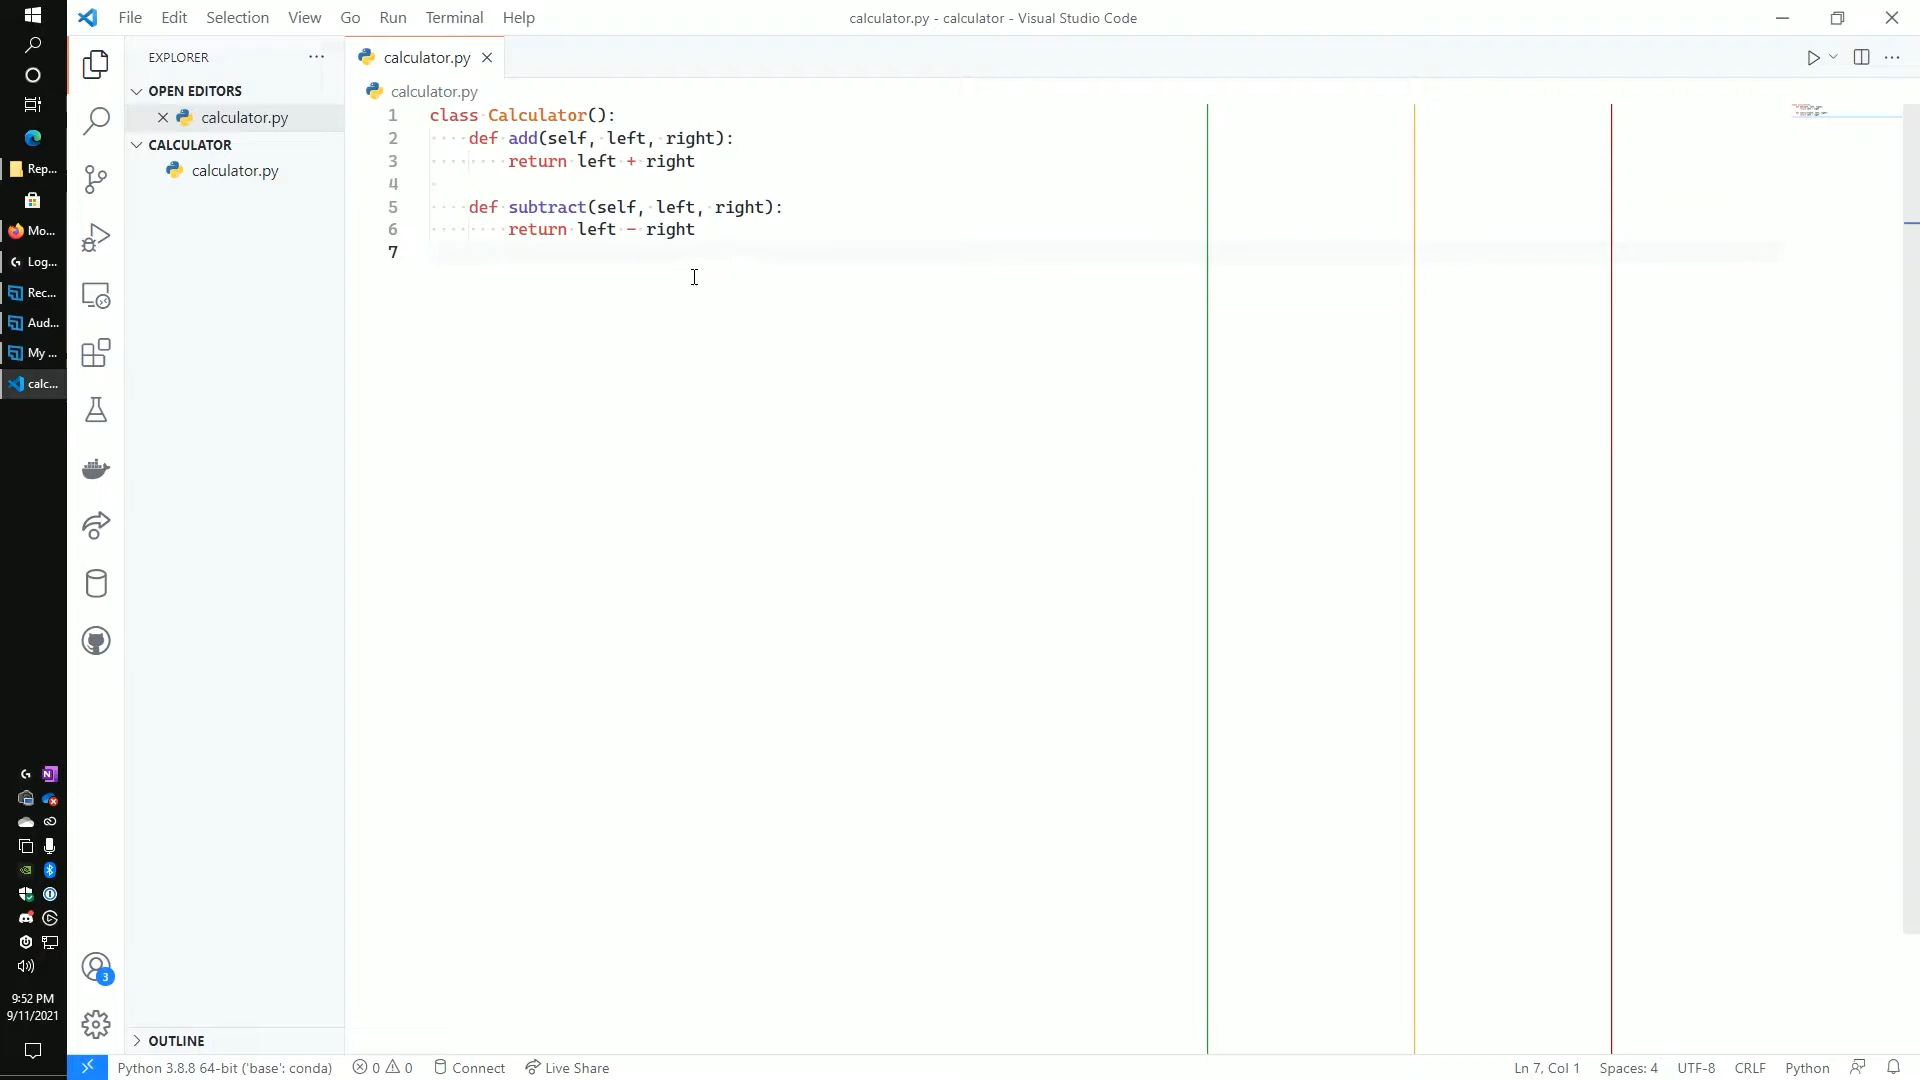 File Edit Selection View Go Run Terminal Help
calculator.py - calculator - Visual Studio Code
EXPLORER
calculator.py
OPEN EDITORS
calculator.py
calculator.py
CALCULATOR
calculator.py
1 class Calculator():
2 def add(self, left, right):
3 return left + right
4
5 def subtract(self, left, right):
6 return left - right
7
Rep...
Mo...
Log...
Rec...
Aud...
My ...
calc...
3
9:52 PM
9/11/2021
OUTLINE
Python 3.8.8 64-bit ('base': conda) 0 0 Connect Live Share
Ln 7, Col 1 Spaces: 4 UTF-8 CRLF Python